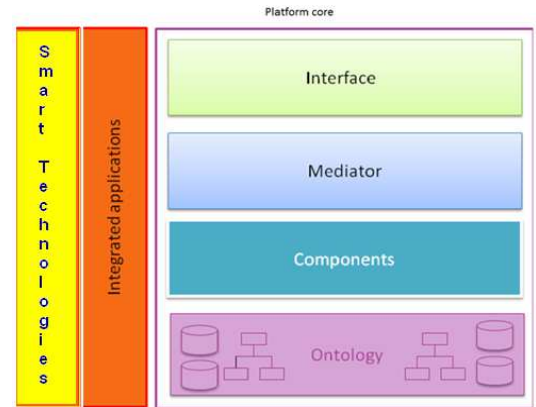 Platform core
Smart Technologies
Integrated applications
Interface
Mediator
Components
Ontology